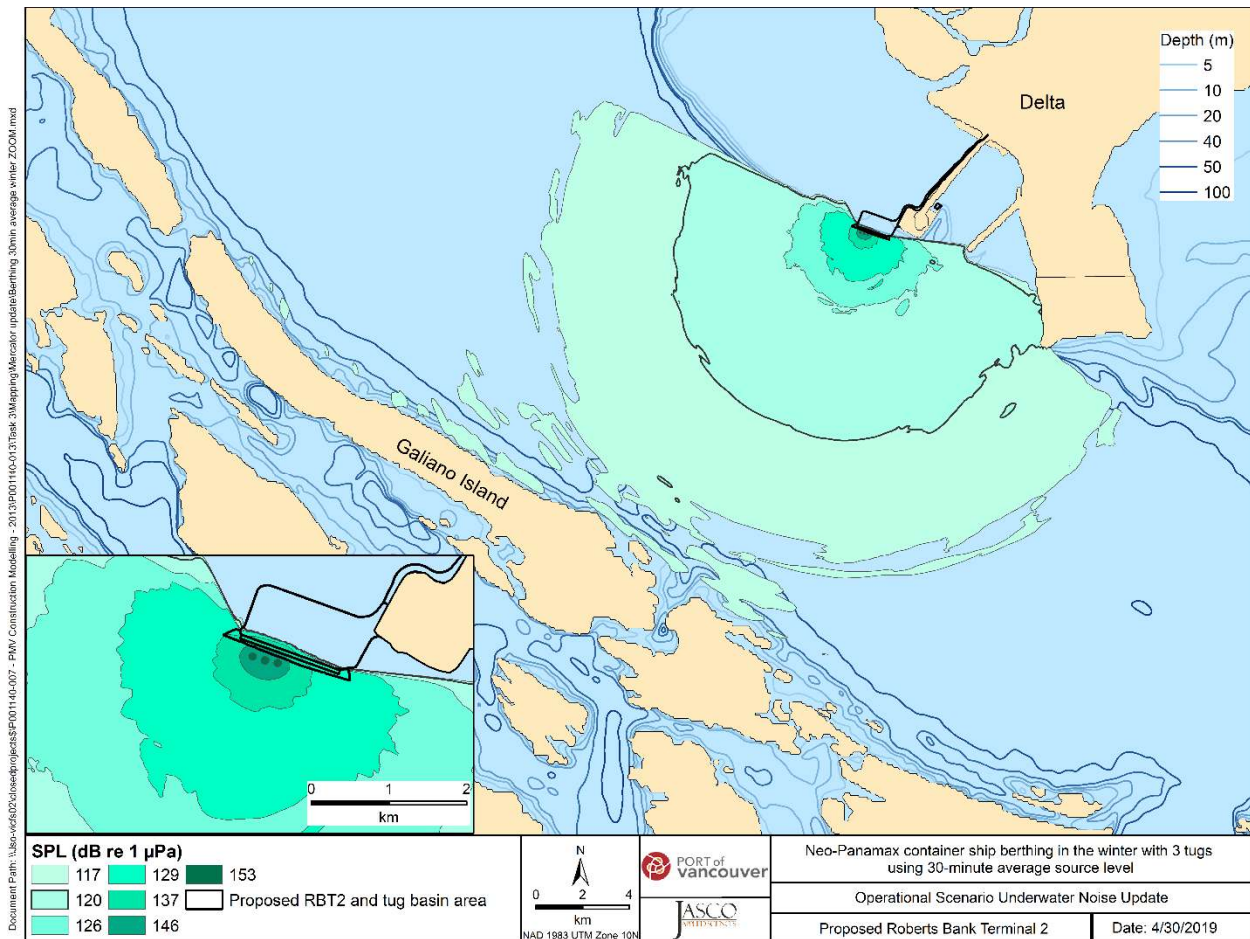 Document Path: \\Jso-vicfs02\closedprojects$\P001140-007 - PMV Construction Modelling - 2013\P001140-013\Task 3\Mapping\Mercator update\Berthing 30min average winter ZOOM.mxd
Depth (m)
5
10
20
40
50
100
Delta
Galiano Island
0 1 2
km
SPL (dB re 1 µPa)
117 129 153
120 137 Proposed RBT2 and tug basin area
126 146
N
0 2 4
km
NAD 1983 UTM Zone 10N
PORT of
vancouver
JASCO
APPLIED SCIENCES
Neo-Panamax container ship berthing in the winter with 3 tugs
using 30-minute average source level
Operational Scenario Underwater Noise Update
Proposed Roberts Bank Terminal 2
Date: 4/30/2019